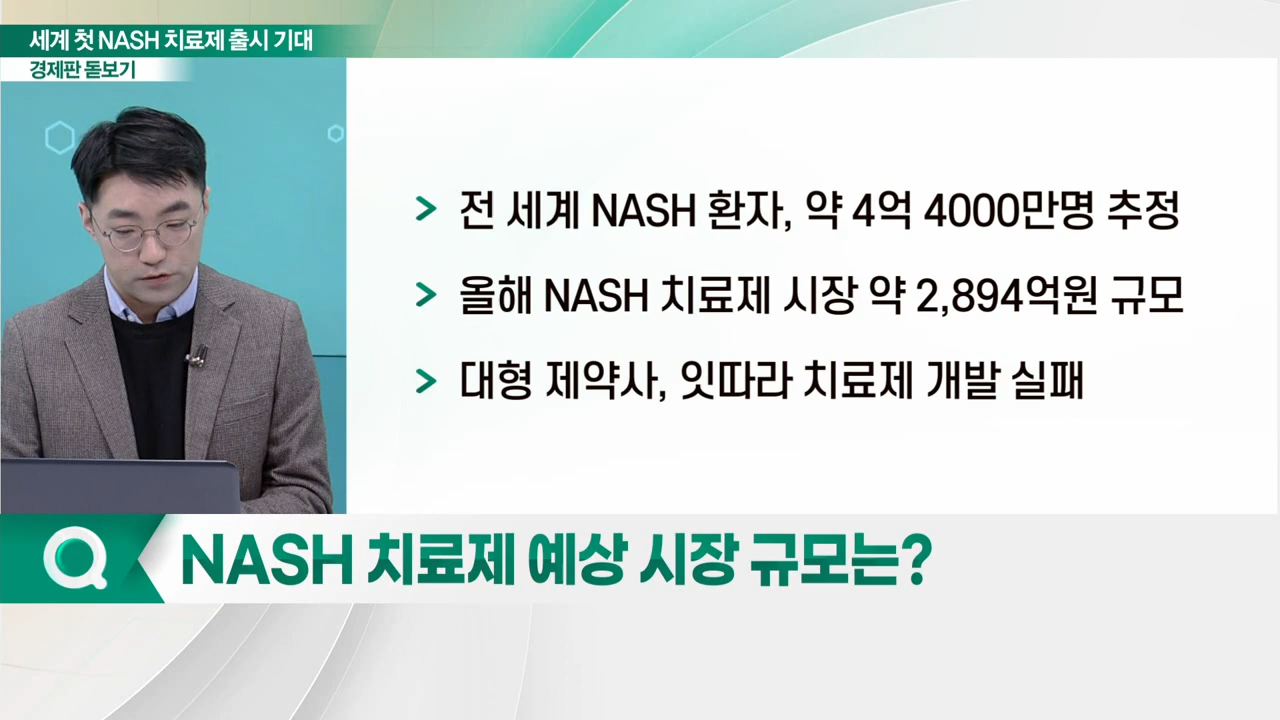 세계 첫 NASH 치료제 출시 기대
경제판 돋보기
> 전 세계 NASH 환자, 약 4억 4000만명 추정
> 올해 NASH 치료제 시장 약 2,894억원 규모
> 대형 제약사, 잇따라 치료제 개발 실패
Q NASH 치료제 예상 시장 규모는?